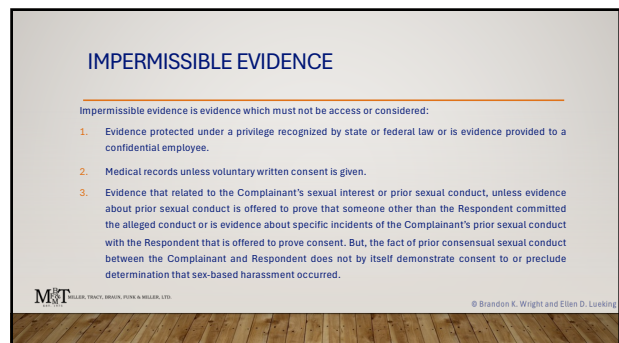 IMPERMISSIBLE EVIDENCE
Impermissible evidence is evidence which must not be access or considered:
1. Evidence protected under a privilege recognized by state or federal law or is evidence provided to a
confidential employee.
2. Medical records unless voluntary written consent is given.
3. Evidence that related to the Complainant's sexual interest or prior sexual conduct, unless evidence
about prior sexual conduct is offered to prove that someone other than the Respondent committed
the alleged conduct or is evidence about specific incidents of the Complainant's prior sexual conduct
with the Respondent that is offered to prove consent. But, the fact of prior consensual sexual conduct
between the Complainant and Respondent does not by itself demonstrate consent to or preclude
determination that sex-based harassment occurred.
MILLER, TRACY, BRAUN, FUNK & MILLER, LTD.
© Brandon K. Wright and Ellen D. Lueking